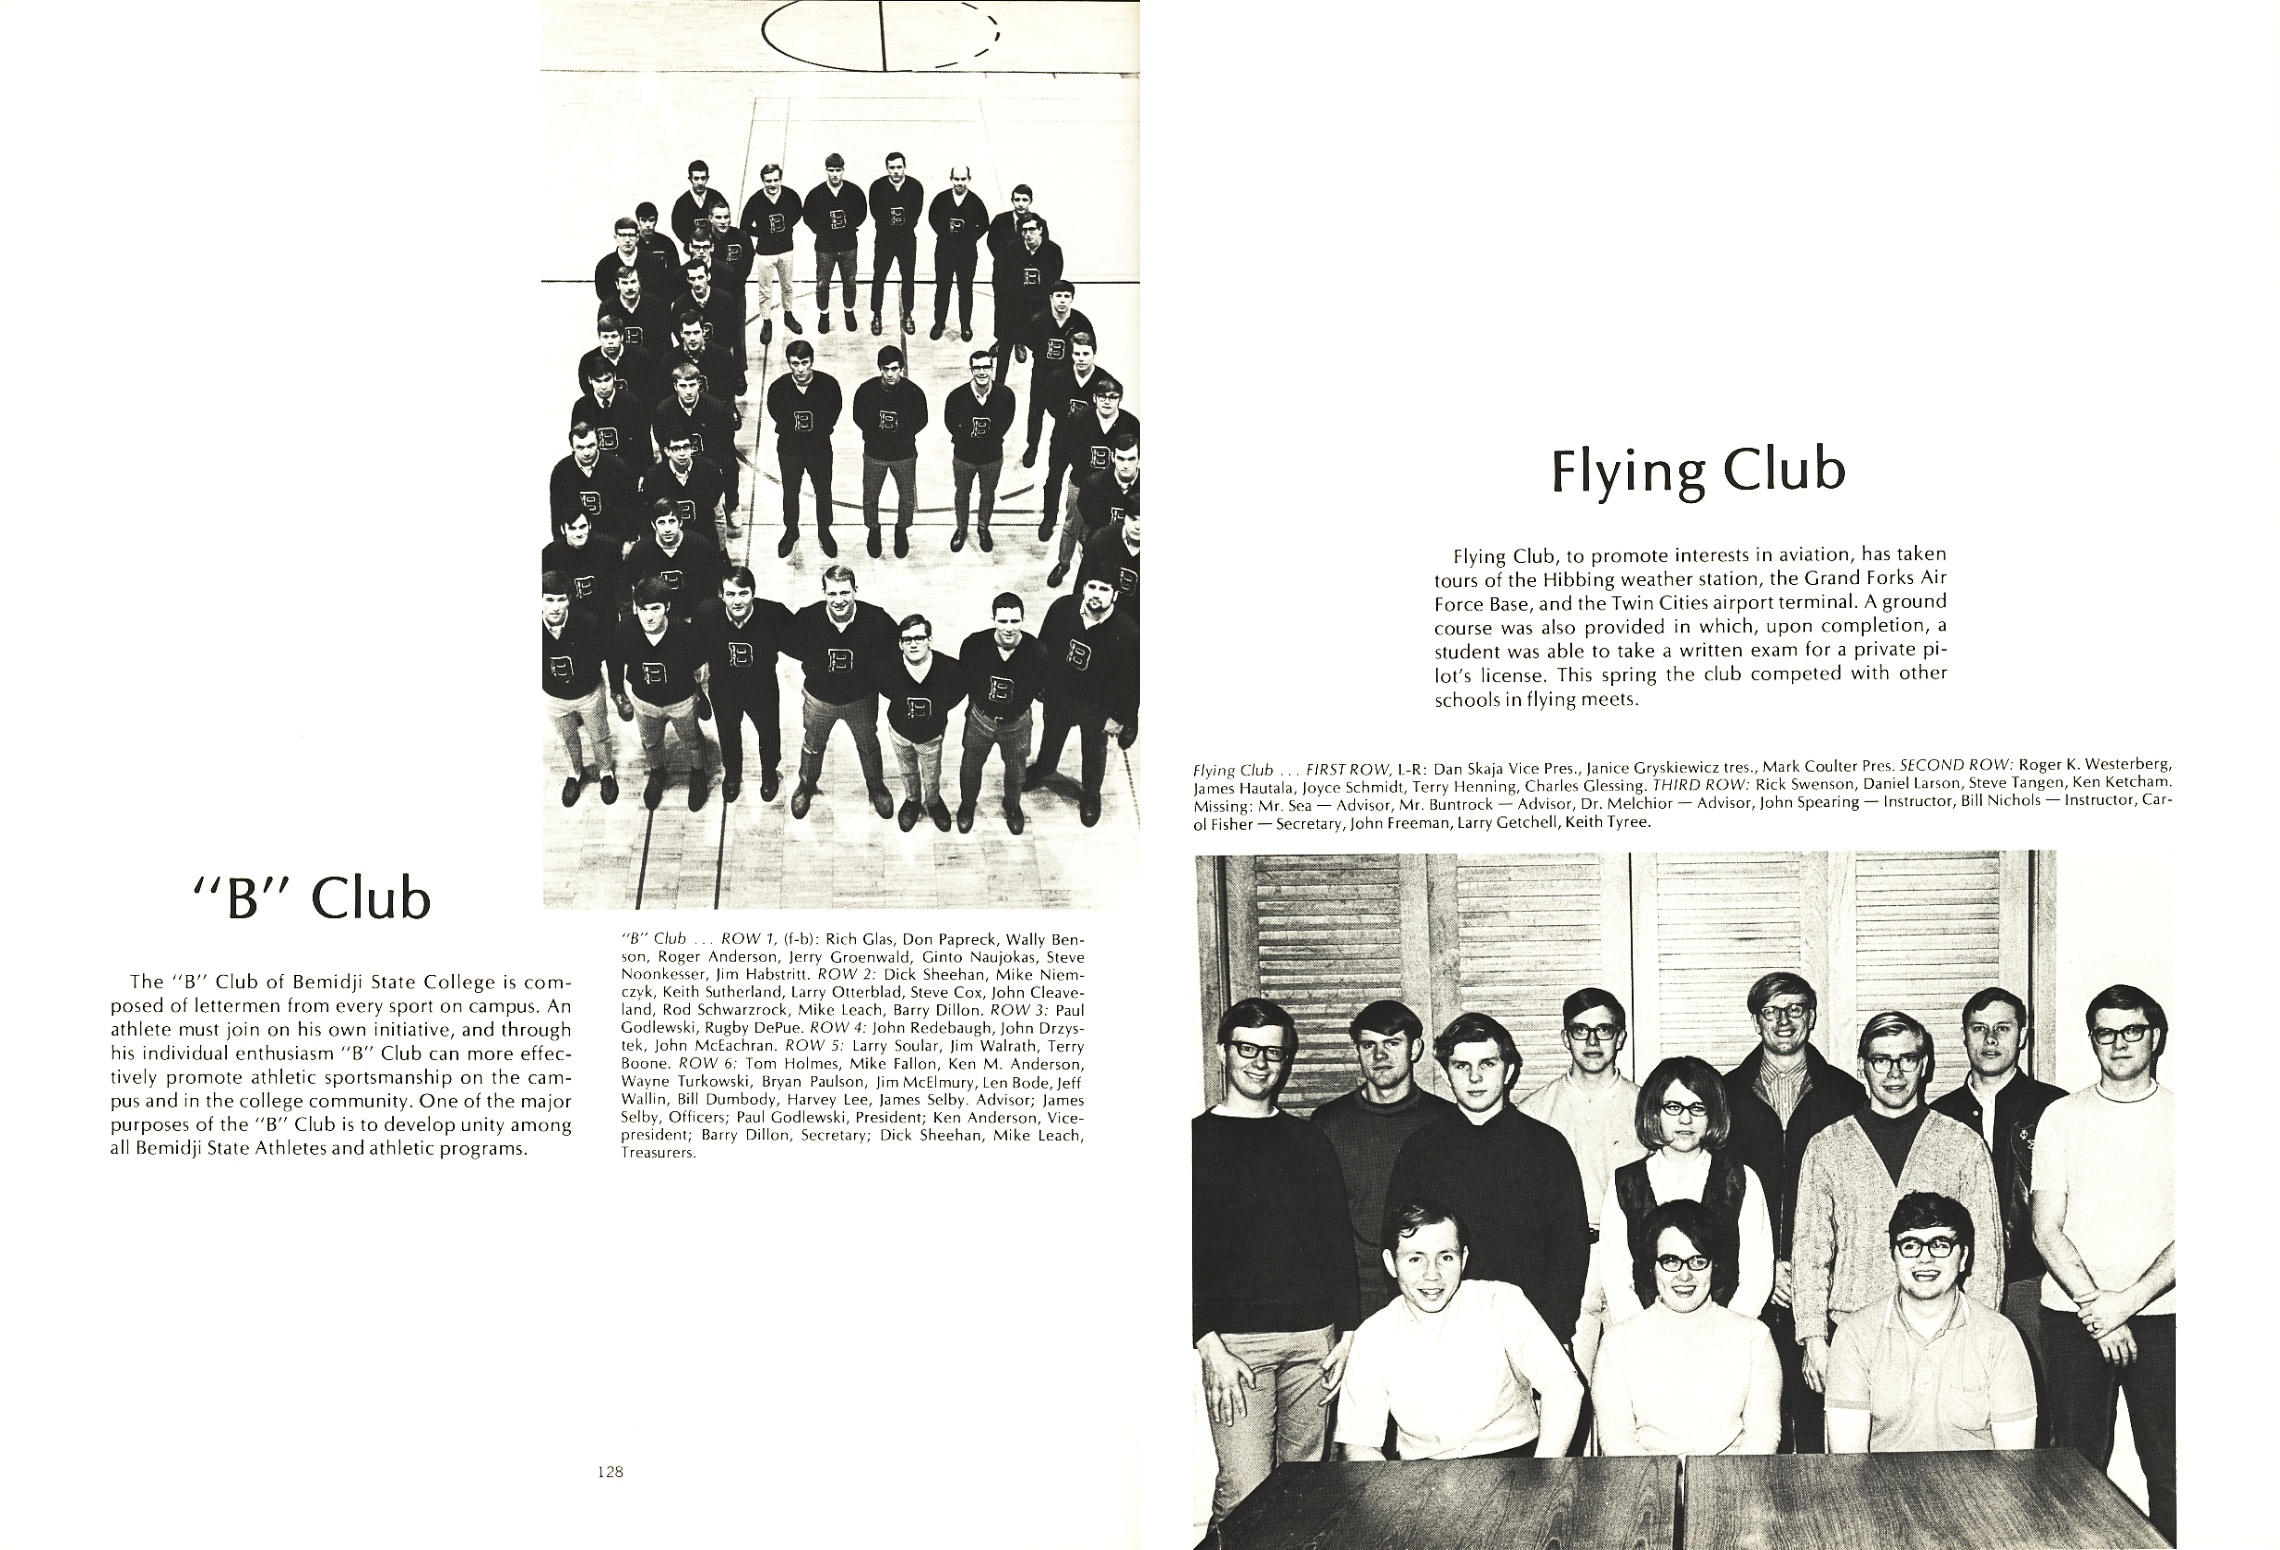 "B" Club
The "B" Club of Bemidji State College is com-
posed of lettermen from every sport on campus. An
athlete must join on his own initiative, and through
his individual enthusiasm "B" Club can more effec-
tively promote athletic sportsmanship on the cam-
pus and in the college community. One of the major
purposes of the "B" Club is to develop unity among
all Bemidji State Athletes and athletic programs.
"B" Club ... ROW 1, (f-b): Rich Glas, Don Papreck, Wally Ben-
son, Roger Anderson, Jerry Groenwald, Ginto Naujokas, Steve
Noonkesser, Jim Habstritt. ROW 2: Dick Sheehan, Mike Niem-
czyk, Keith Sutherland, Larry Otterblad, Steve Cox, John Cleave-
land, Rod Schwarzrock, Mike Leach, Barry Dillon. ROW 3: Paul
Godlewski, Rugby DePue. ROW 4: John Redebaugh, John Drzys-
tek, John McEachran. ROW 5: Larry Soular, Jim Walrath, Terry
Boone. ROW 6: Tom Holmes, Mike Fallon, Ken M. Anderson,
Wayne Turkowski, Bryan Paulson, Jim McElmury, Len Bode, Jeff
Wallin, Bill Dumbody, Harvey Lee, James Selby. Advisor; James
Selby, Officers; Paul Godlewski, President; Ken Anderson, Vice-
president; Barry Dillon, Secretary; Dick Sheehan, Mike Leach,
Treasurers.
128
Flying Club
Flying Club, to promote interests in aviation, has taken
tours of the Hibbing weather station, the Grand Forks Air
Force Base, and the Twin Cities airport terminal. A ground
course was also provided in which, upon completion, a
student was able to take a written exam for a private pi-
lot's license. This spring the club competed with other
schools in flying meets.
Flying Club ... FIRST ROW, L-R: Dan Skaja Vice Pres., Janice Gryskiewicz tres., Mark Coulter Pres. SECOND ROW: Roger K. Westerberg,
James Hautala, Joyce Schmidt, Terry Henning, Charles Glessing. THIRD ROW: Rick Swenson, Daniel Larson, Steve Tangen, Ken Ketcham.
Missing: Mr. Sea — Advisor, Mr. Buntrock — Advisor, Dr. Melchior — Advisor, John Spearing — Instructor, Bill Nichols — Instructor, Car-
ol Fisher — Secretary, John Freeman, Larry Getchell, Keith Tyree.